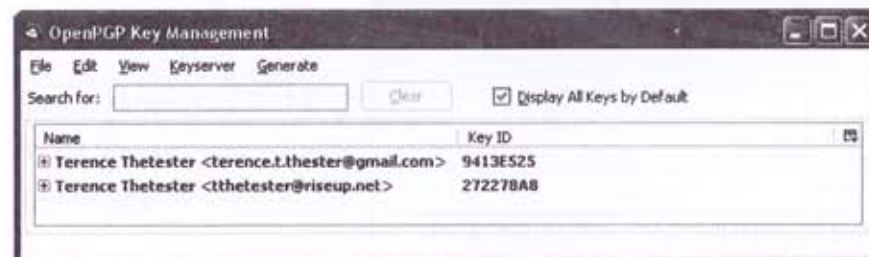 OpenPGP Key Management
File Edit View Keyserver Generate
Search for: Clear Display All Keys by Default
Name Key ID
Terence Thetester <terence.t.thester@gmail.com> 9413E525
Terence Thetester <tthetester@riseup.net> 272278A8